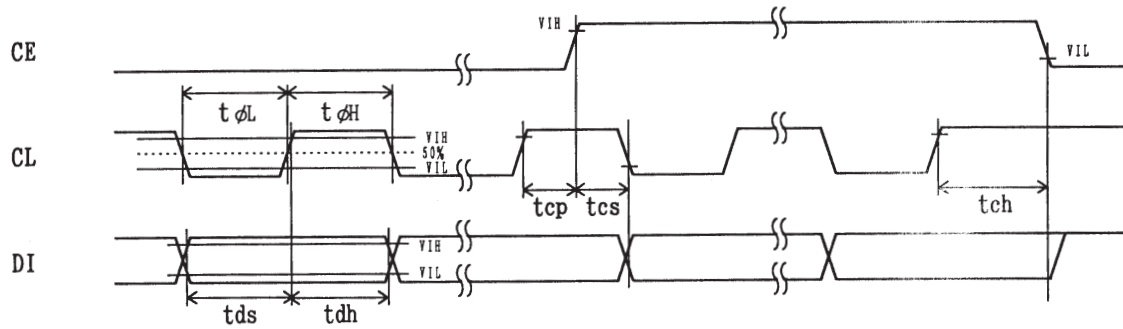 CE
VIH
VIL
tφL
tφH
CL
VIH
50%
VIL
tcp
tcs
tch
DI
VIH
VIL
tds
tdh